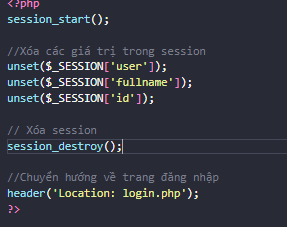 <?php
session_start();
//Xóa các giá trị trong session
unset($_SESSION['user']);
unset($_SESSION['fullname']);
unset($_SESSION['id']);
// Xóa session
session_destroy();
//Chuyển hướng về trang đăng nhập
header('Location: login.php');
?>